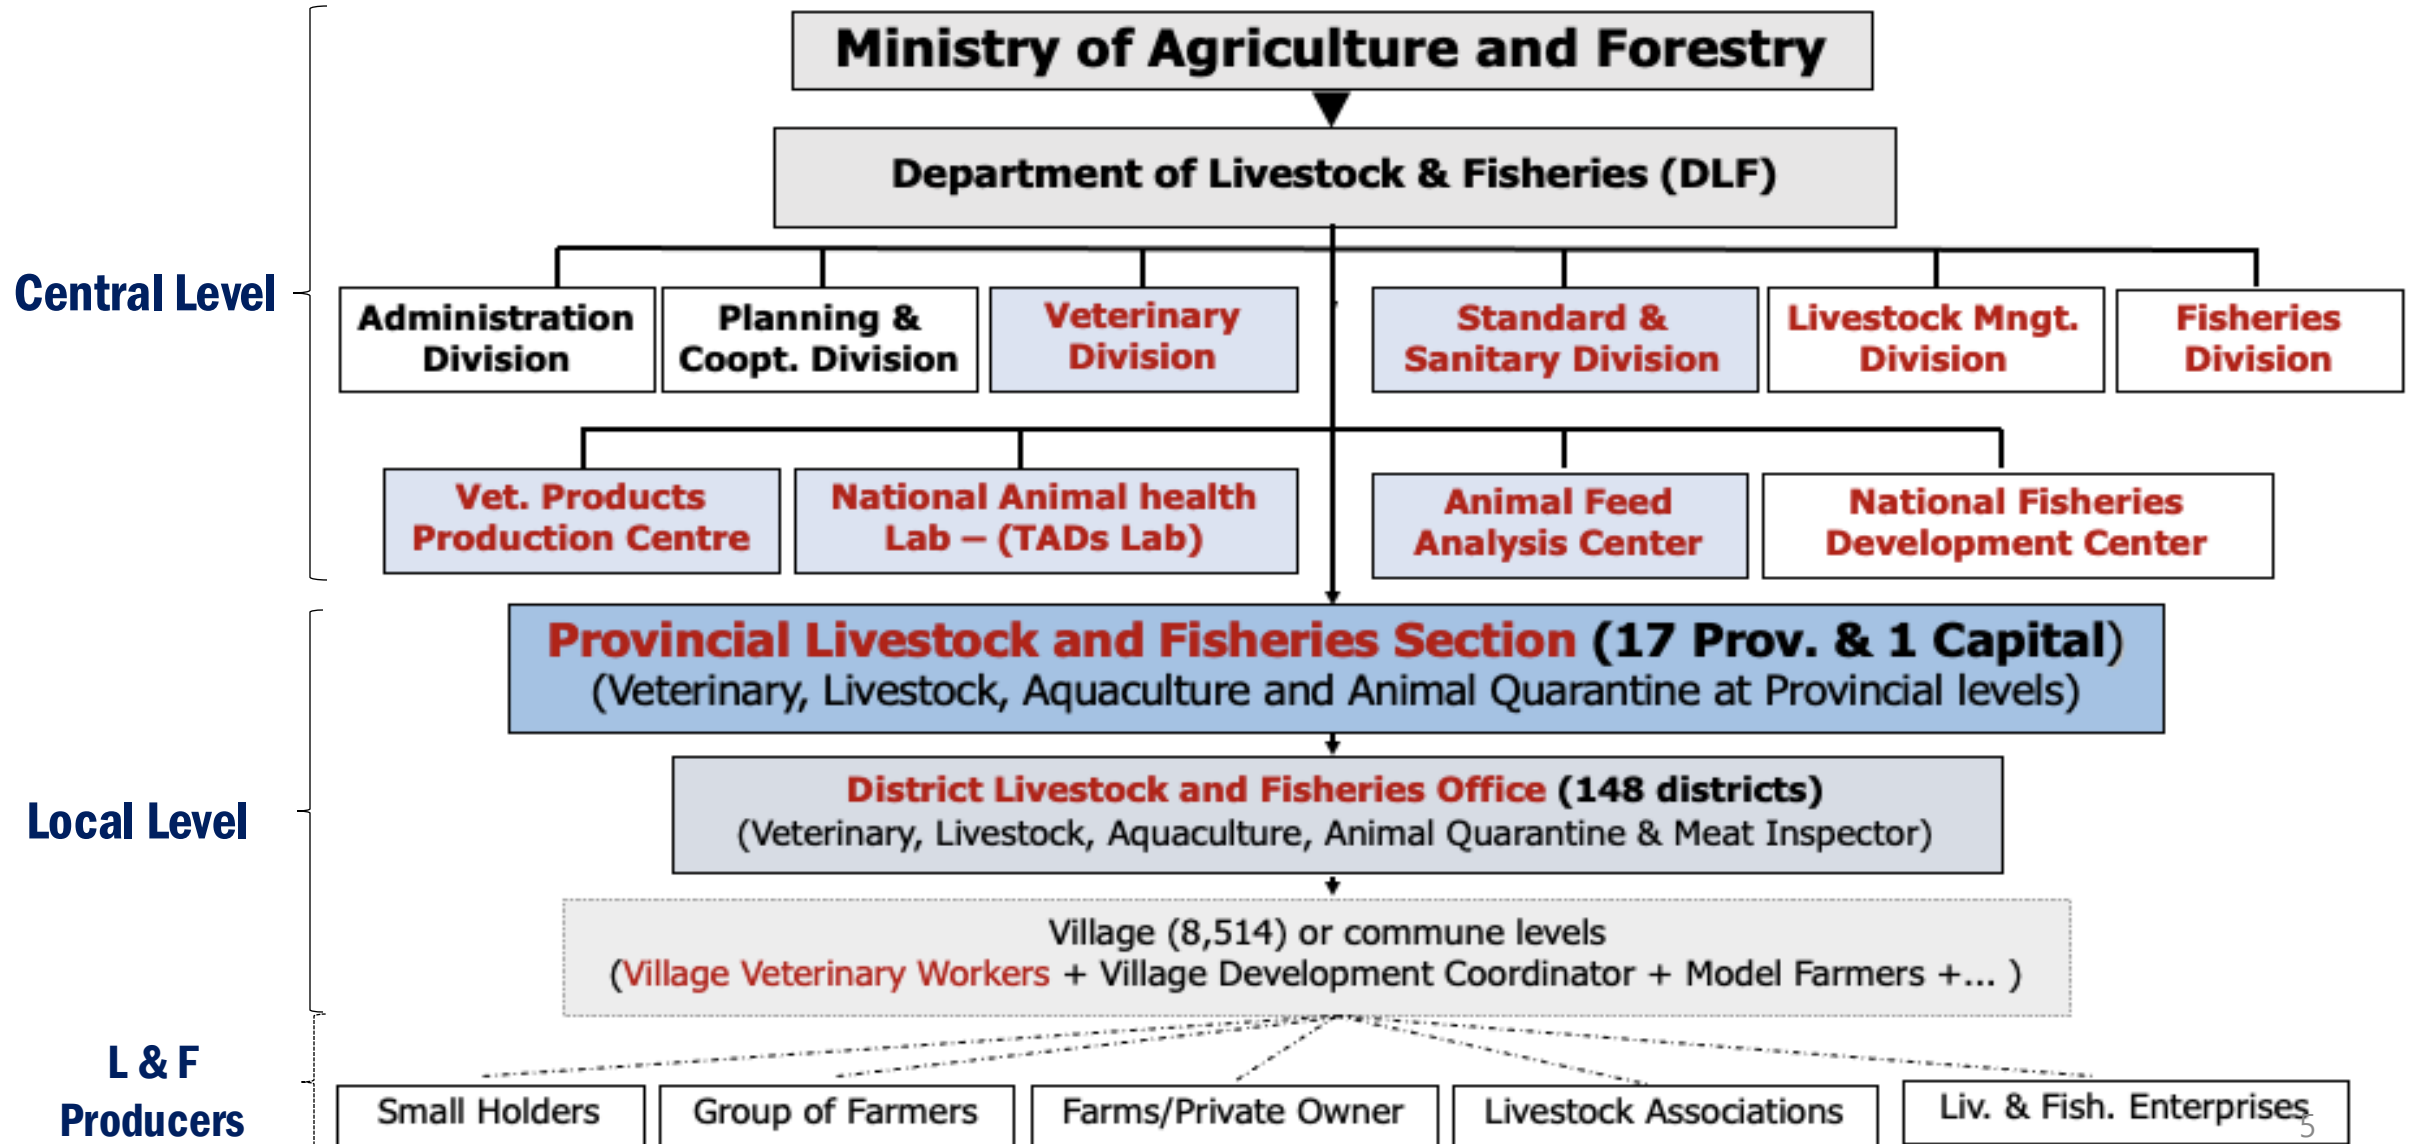 Ministry of Agriculture and Forestry
Department of Livestock & Fisheries (DLF)
Central Level
Administration
Division
Planning &
Coopt. Division
Veterinary
Division
Standard &
Sanitary Division
Livestock Mngt.
Division
Fisheries
Division
Vet. Products
Production Centre
National Animal health
Lab – (TADs Lab)
Animal Feed
Analysis Center
National Fisheries
Development Center
Local Level
Provincial Livestock and Fisheries Section (17 Prov. & 1 Capital)
(Veterinary, Livestock, Aquaculture and Animal Quarantine at Provincial levels)
District Livestock and Fisheries Office (148 districts)
(Veterinary, Livestock, Aquaculture, Animal Quarantine & Meat Inspector)
Village (8,514) or commune levels
(Village Veterinary Workers + Village Development Coordinator + Model Farmers +... )
L & F
Producers
Small Holders
Group of Farmers
Farms/Private Owner
Livestock Associations
Liv. & Fish. Enterprises
5